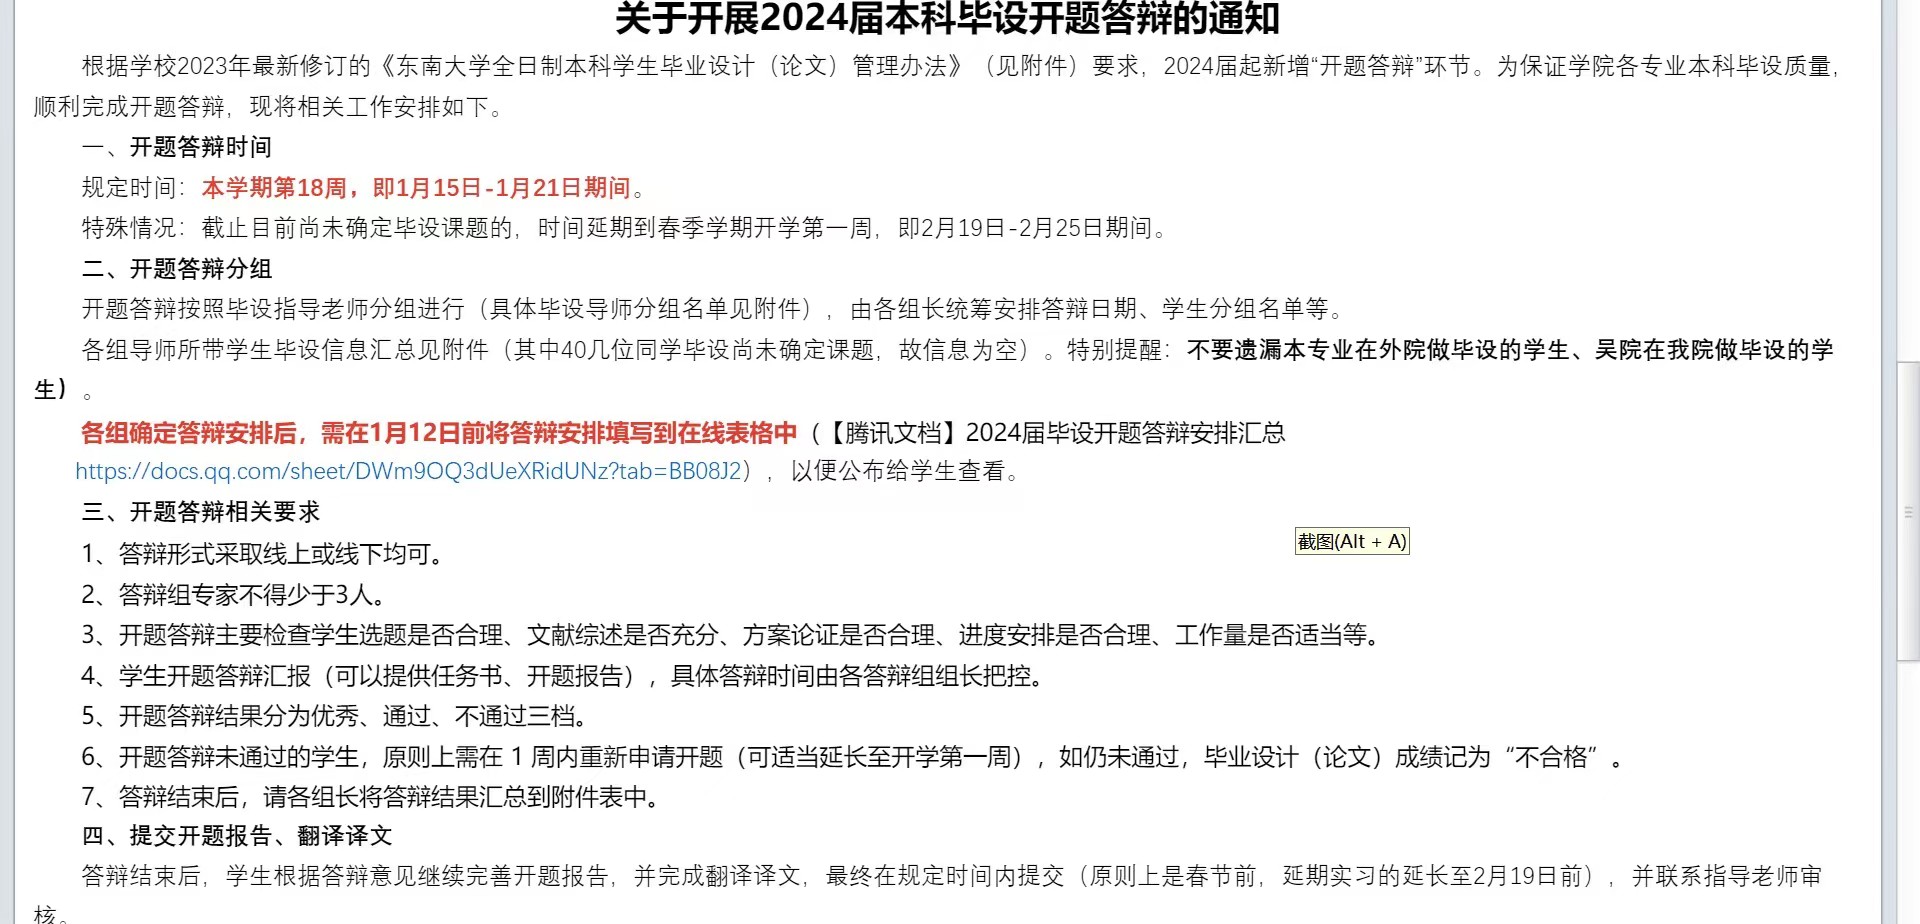 关于开展2024届本科毕设开题答辩的通知
根据学校2023年最新修订的《东南大学全日制本科学生毕业设计（论文）管理办法》（见附件）要求，2024届起新增“开题答辩”环节。为保证学院各专业本科毕设质量，
顺利完成开题答辩，现将相关工作安排如下。
一、开题答辩时间
规定时间：本学期第18周，即1月15日-1月21日期间。
特殊情况：截止目前尚未确定毕设课题的，时间延期到春季学期开学第一周，即2月19日-2月25日期间。
二、开题答辩分组
开题答辩按照毕设指导老师分组进行（具体毕设导师分组名单见附件），由各组长统筹安排答辩日期、学生分组名单等。
各组导师所带学生毕设信息汇总见附件（其中40几位同学毕设尚未确定课题，故信息为空）。特别提醒：不要遗漏本专业在外院做毕设的学生、吴院在我院做毕设的学
生）。
各组确定答辩安排后，需在1月12日前将答辩安排填写到在线表格中（【腾讯文档】2024届毕设开题答辩安排汇总
https://docs.qq.com/sheet/DWm9OQ3dUeXRidUNz?tab=BB08J2），以便公布给学生查看。
三、开题答辩相关要求
截图(Alt + A)
1、答辩形式采取线上或线下均可。
2、答辩组专家不得少于3人。
3、开题答辩主要检查学生选题是否合理、文献综述是否充分、方案论证是否合理、进度安排是否合理、工作量是否适当等。
4、学生开题答辩汇报（可以提供任务书、开题报告），具体答辩时间由各答辩组组长把控。
5、开题答辩结果分为优秀、通过、不通过三档。
6、开题答辩未通过的学生，原则上需在 1 周内重新申请开题（可适当延长至开学第一周），如仍未通过，毕业设计（论文）成绩记为“不合格”。
7、答辩结束后，请各组长将答辩结果汇总到附件表中。
四、提交开题报告、翻译译文
答辩结束后，学生根据答辩意见继续完善开题报告，并完成翻译译文，最终在规定时间内提交（原则上是春节前，延期实习的延长至2月19日前），并联系指导老师审
核。